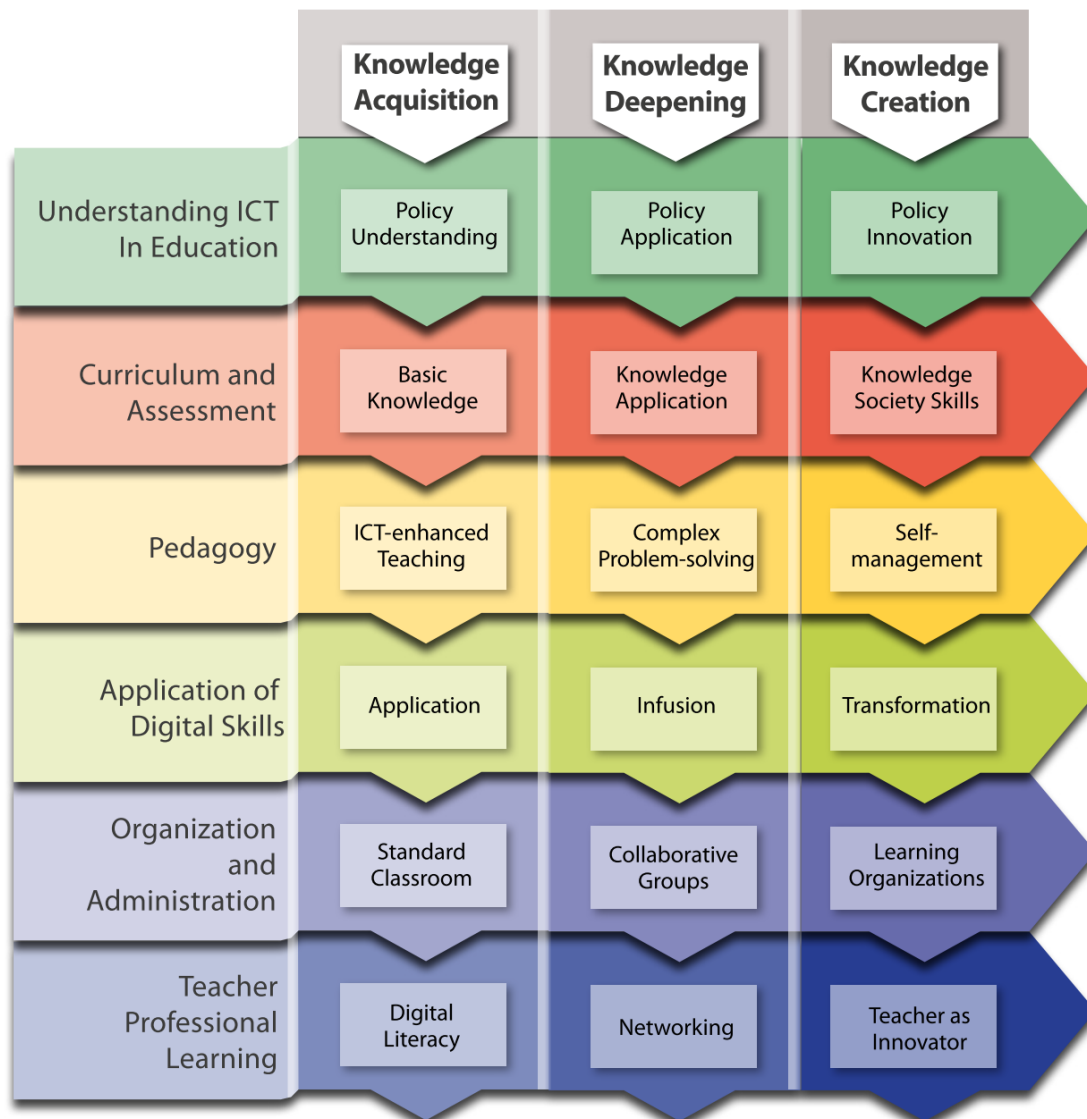 Knowledge
Acquisition
Knowledge
Deepening
Knowledge
Creation
Understanding ICT
In Education
Policy
Understanding
Policy
Application
Policy
Innovation
Curriculum and
Assessment
Basic
Knowledge
Knowledge
Application
Knowledge
Society Skills
Pedagogy
ICT-enhanced
Teaching
Complex
Problem-solving
Self-
management
Application of
Digital Skills
Application
Infusion
Transformation
Organization
and
Administration
Standard
Classroom
Collaborative
Groups
Learning
Organizations
Teacher
Professional
Learning
Digital
Literacy
Networking
Teacher as
Innovator